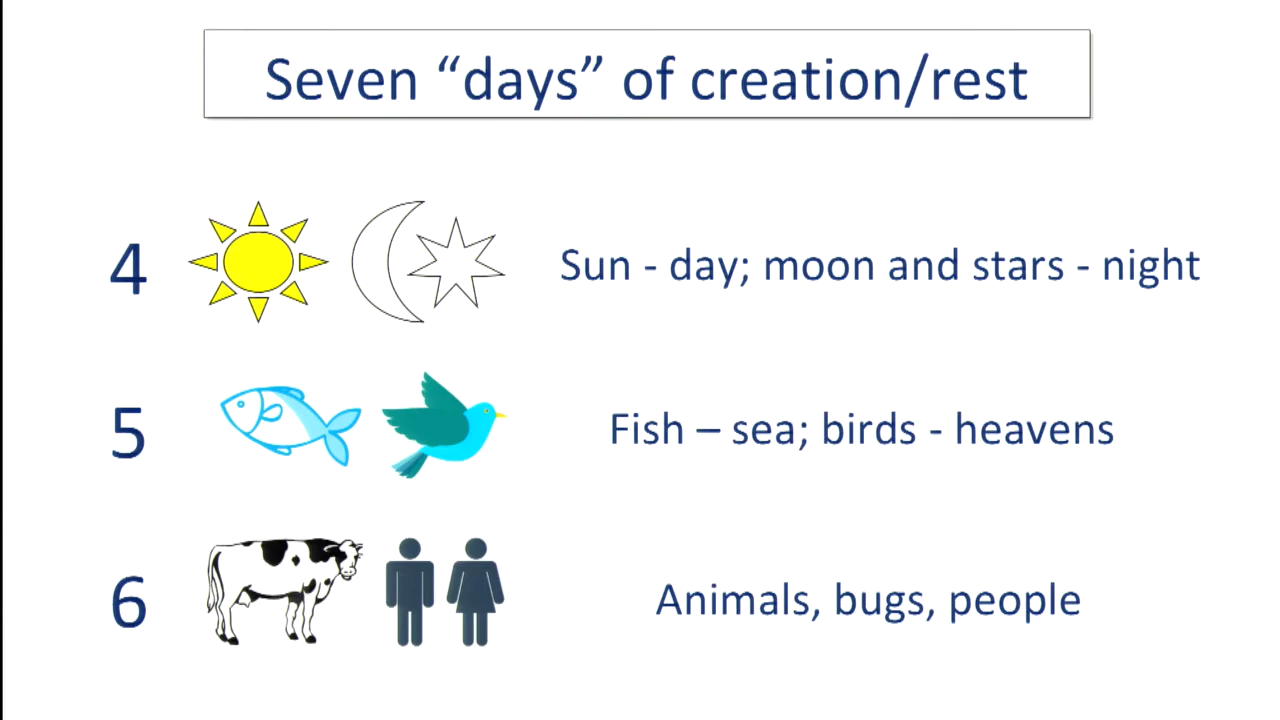 Seven “days” of creation/rest
4 Sun - day; moon and stars - night
5 Fish – sea; birds - heavens
6 Animals, bugs, people